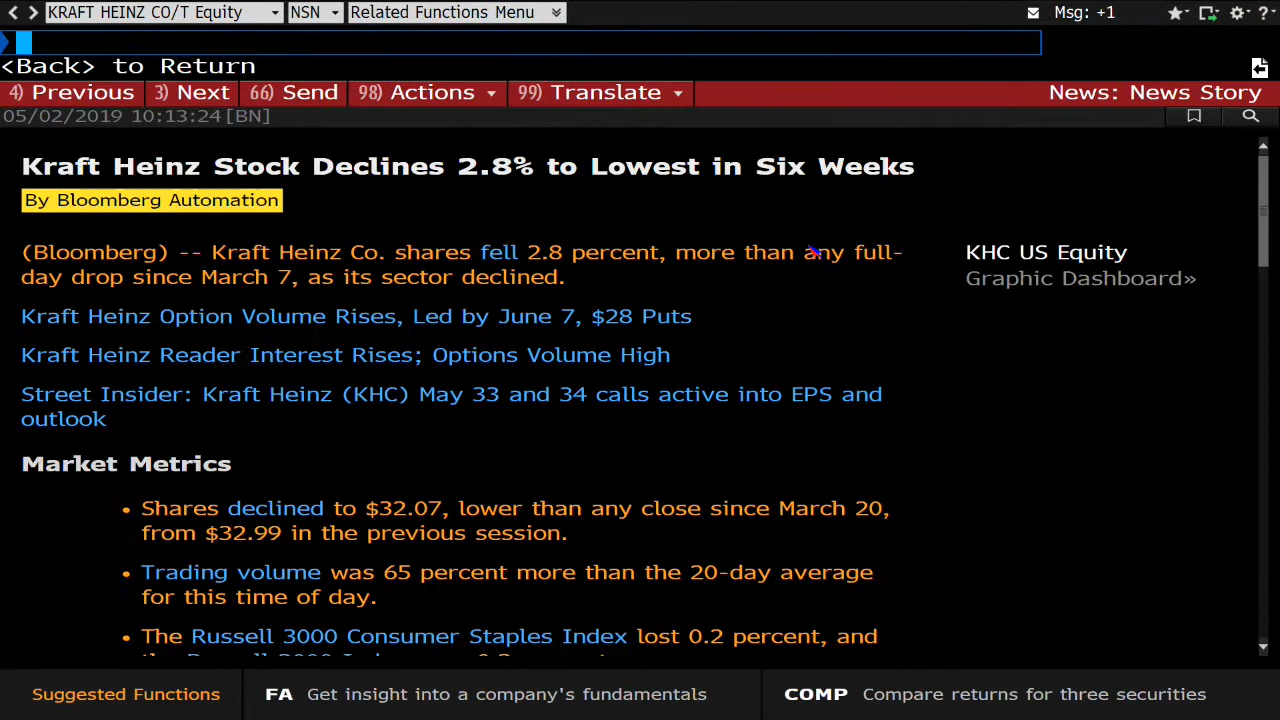 KRAFT HEINZ CO/T Equity NSN Related Functions Menu Msg: +1
<Back> to Return
4) Previous 3) Next 66) Send 98) Actions 99) Translate News: News Story
05/02/2019 10:13:24[BN]
Kraft Heinz Stock Declines 2.8% to Lowest in Six Weeks
By Bloomberg Automation
(Bloomberg) -- Kraft Heinz Co. shares fell 2.8 percent, more than any full-
day drop since March 7, as its sector declined.
KHC US Equity
Graphic Dashboard»
Kraft Heinz Option Volume Rises, Led by June 7, $28 Puts
Kraft Heinz Reader Interest Rises; Options Volume High
Street Insider: Kraft Heinz (KHC) May 33 and 34 calls active into EPS and
outlook
Market Metrics
• Shares declined to $32.07, lower than any close since March 20,
from $32.99 in the previous session.
• Trading volume was 65 percent more than the 20-day average
for this time of day.
• The Russell 3000 Consumer Staples Index lost 0.2 percent, and
Suggested Functions FA Get insight into a company's fundamentals COMP Compare returns for three securities